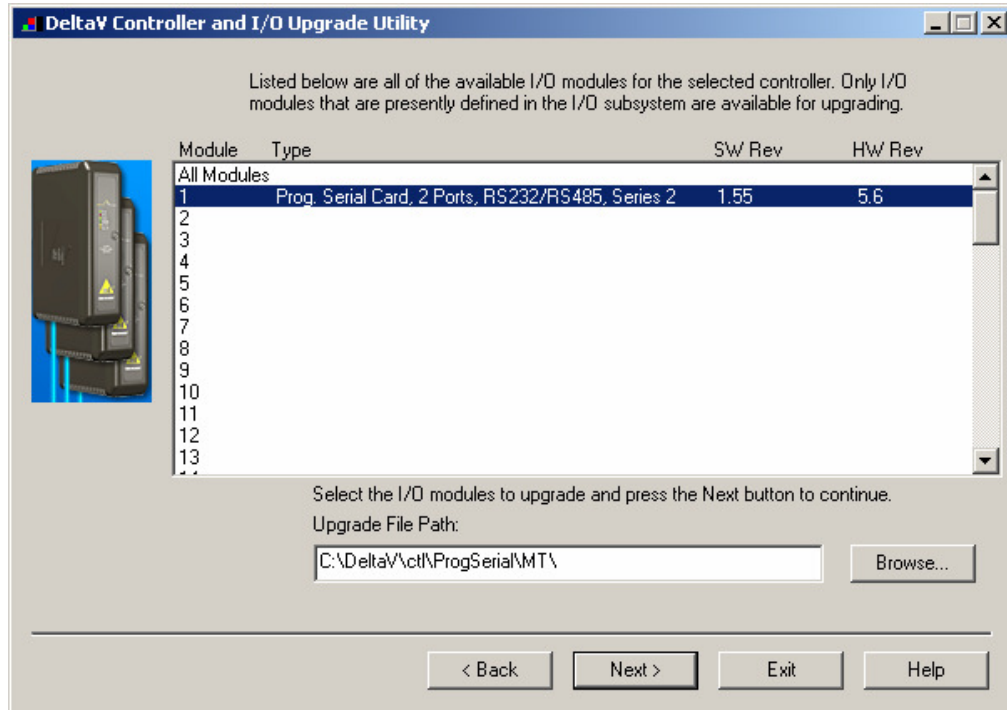 DeltaV Controller and I/O Upgrade Utility
Listed below are all of the available I/O modules for the selected controller. Only I/O
modules that are presently defined in the I/O subsystem are available for upgrading.
Module Type SW Rev HW Rev
All Modules
1 Prog. Serial Card, 2 Ports, RS232/RS485, Series 2 1.55 5.6
2
3
4
5
6
7
8
9
10
11
12
13
Select the I/O modules to upgrade and press the Next button to continue.
Upgrade File Path:
C:\DeltaV\ctl\ProgSerial\MT\
Browse...
< Back Next > Exit Help